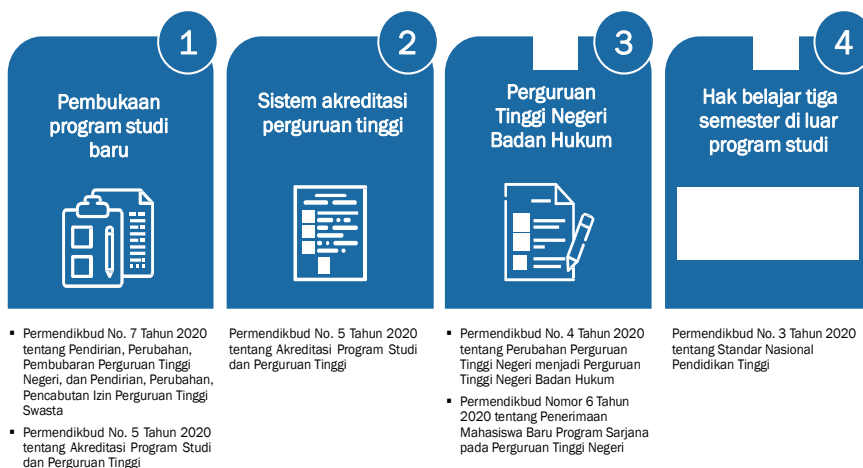 1
Pembukaan
program studi
baru
▪ Permendikbud No. 7 Tahun 2020
tentang Pendirian, Perubahan,
Pembubaran Perguruan Tinggi
Negeri, dan Pendirian, Perubahan,
Pencabutan Izin Perguruan Tinggi
Swasta
▪ Permendikbud No. 5 Tahun 2020
tentang Akreditasi Program Studi
dan Perguruan Tinggi
2
Sistem akreditasi
perguruan tinggi
Permendikbud No. 5 Tahun 2020
tentang Akreditasi Program Studi
dan Perguruan Tinggi
3
Perguruan
Tinggi Negeri
Badan Hukum
▪ Permendikbud No. 4 Tahun 2020
tentang Perubahan Perguruan
Tinggi Negeri menjadi Perguruan
Tinggi Negeri Badan Hukum
▪ Permendikbud Nomor 6 Tahun
2020 tentang Penerimaan
Mahasiswa Baru Program Sarjana
pada Perguruan Tinggi Negeri
4
Hak belajar tiga
semester di luar
program studi
Permendikbud No. 3 Tahun 2020
tentang Standar Nasional
Pendidikan Tinggi